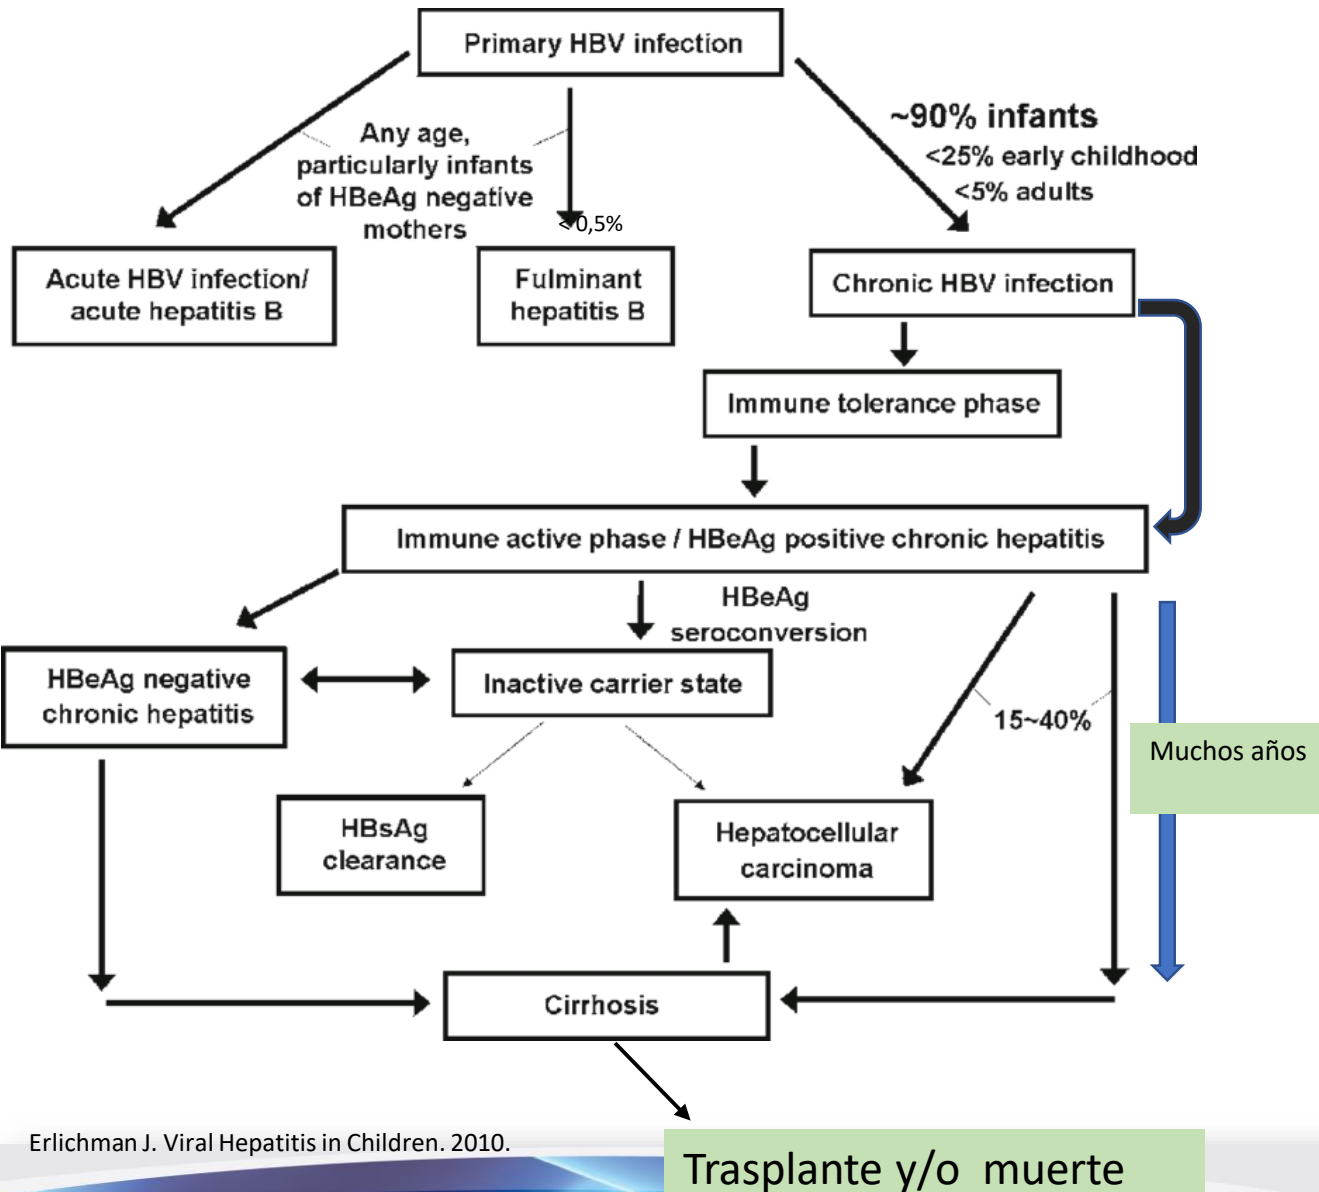 Primary HBV infection
Any age,
particularly infants
of HBeAg negative
mothers
~90% infants
<25% early childhood
<5% adults
< 0,5%
Acute HBV infection/
acute hepatitis B
Fulminant
hepatitis B
Chronic HBV infection
Immune tolerance phase
Immune active phase / HBeAg positive chronic hepatitis
HBeAg
seroconversion
HBeAg negative
chronic hepatitis
Inactive carrier state
15~40%
Muchos años
HBsAg
clearance
Hepatocellular
carcinoma
Cirrhosis
Erlichman J. Viral Hepatitis in Children. 2010.
Trasplante y/o muerte